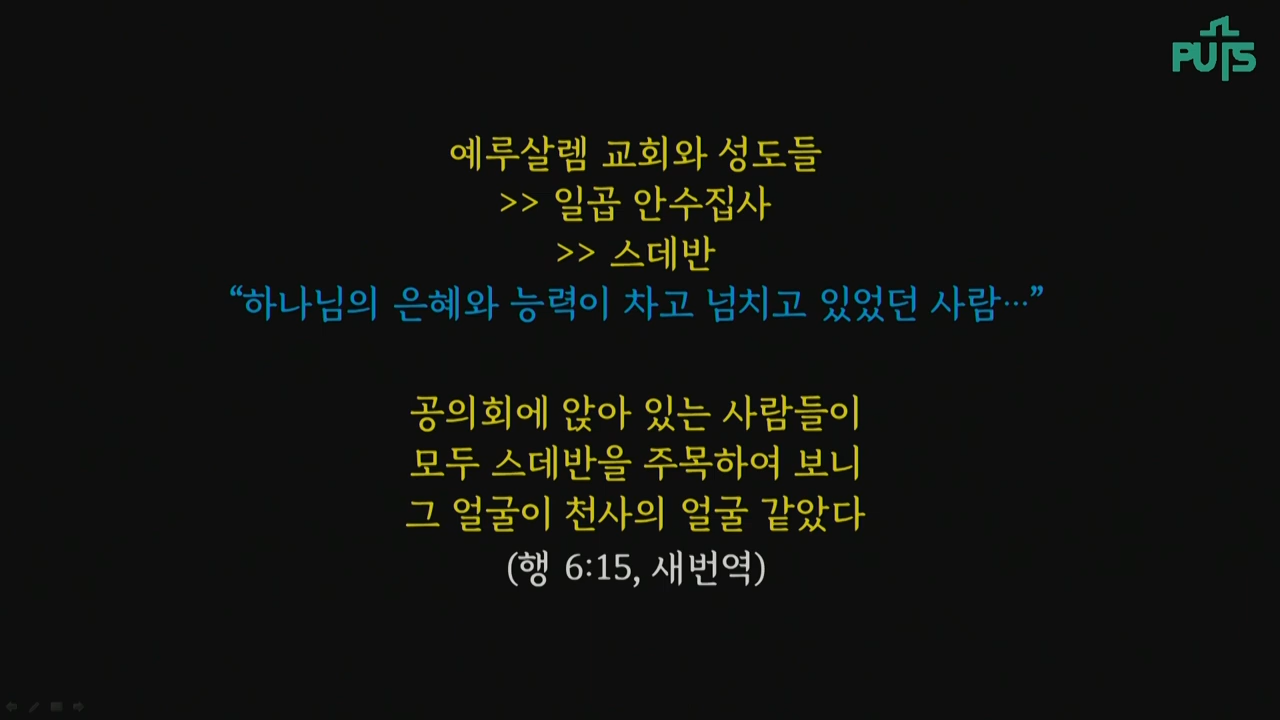 PUTS
예루살렘 교회와 성도들
>> 일곱 안수집사
>> 스데반
“하나님의 은혜와 능력이 차고 넘치고 있었던 사람…”
공의회에 앉아 있는 사람들이
모두 스데반을 주목하여 보니
그 얼굴이 천사의 얼굴 같았다
(행 6:15, 새번역)